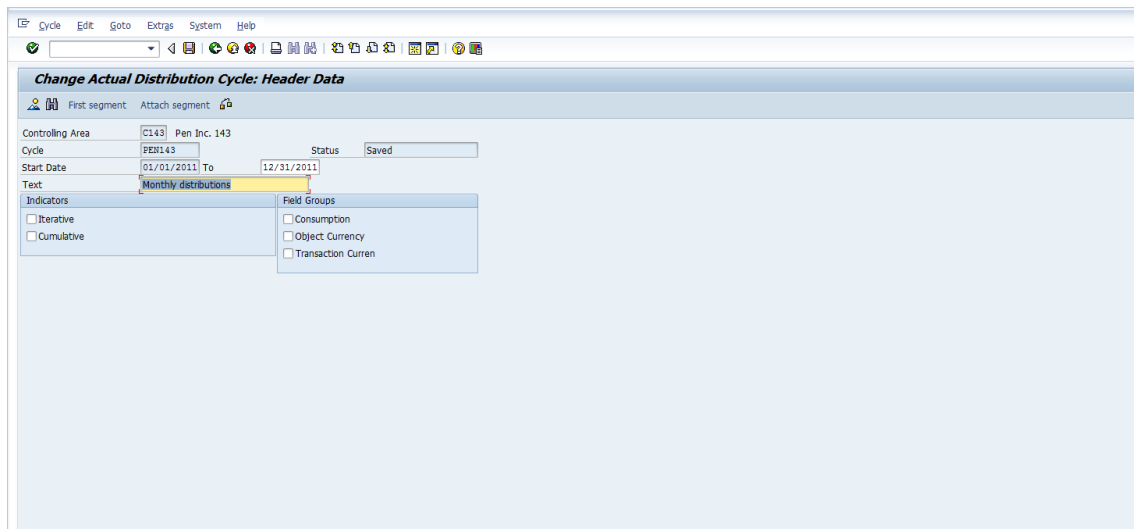 Cycle Edit Goto Extras System Help
Change Actual Distribution Cycle: Header Data
First segment Attach segment
Controlling Area C143 Pen Inc. 143
Cycle PEN143 Status Saved
Start Date 01/01/2011 To 12/31/2011
Text Monthly distributions
Indicators Field Groups
Iterative Consumption
Cumulative Object Currency
Transaction Curren